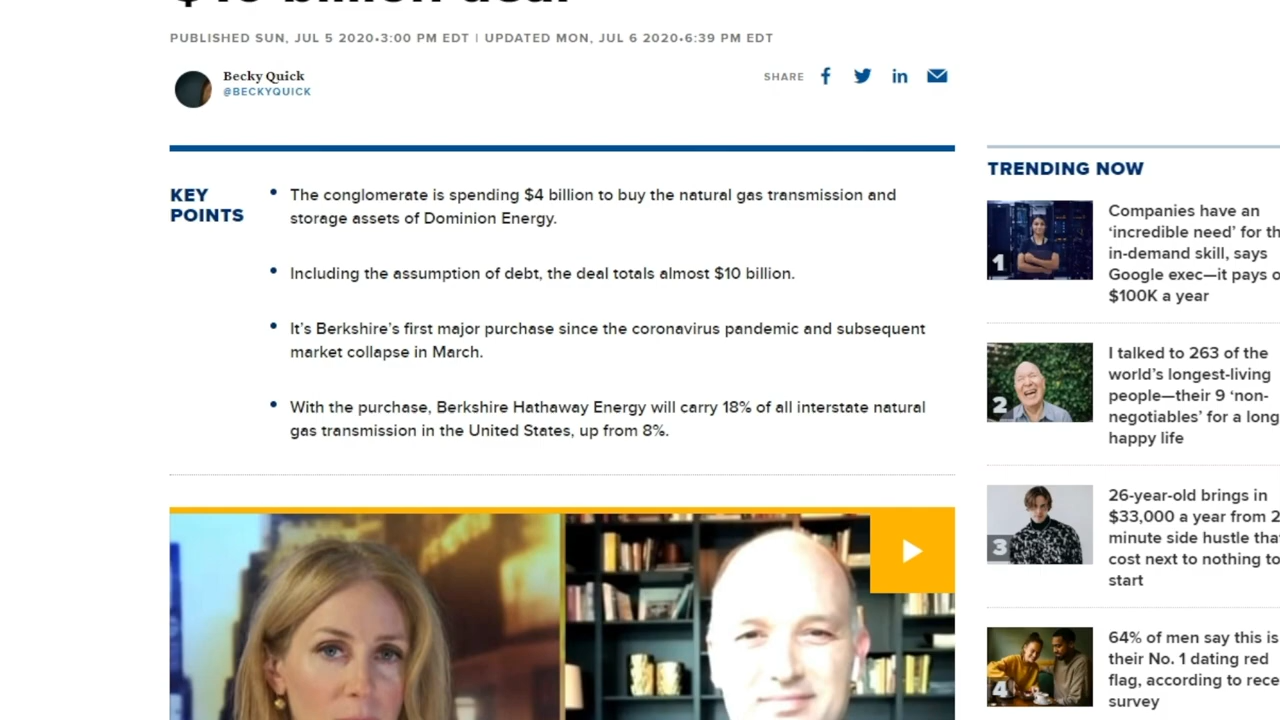 $10 billion deal
PUBLISHED SUN, JUL 5 2020•3:00 PM EDT | UPDATED MON, JUL 6 2020•6:39 PM EDT
Becky Quick
@BECKYQUICK
SHARE
KEY
POINTS
The conglomerate is spending $4 billion to buy the natural gas transmission and
storage assets of Dominion Energy.
Including the assumption of debt, the deal totals almost $10 billion.
It’s Berkshire’s first major purchase since the coronavirus pandemic and subsequent
market collapse in March.
With the purchase, Berkshire Hathaway Energy will carry 18% of all interstate natural
gas transmission in the United States, up from 8%.
TRENDING NOW
1
Companies have an
‘incredible need’ for th
in-demand skill, says
Google exec—it pays o
$100K a year
2
I talked to 263 of the
world’s longest-living
people—their 9 ‘non-
negotiables’ for a long
happy life
3
26-year-old brings in
$33,000 a year from 2
minute side hustle tha
cost next to nothing to
start
4
64% of men say this is
their No. 1 dating red
flag, according to rece
survey